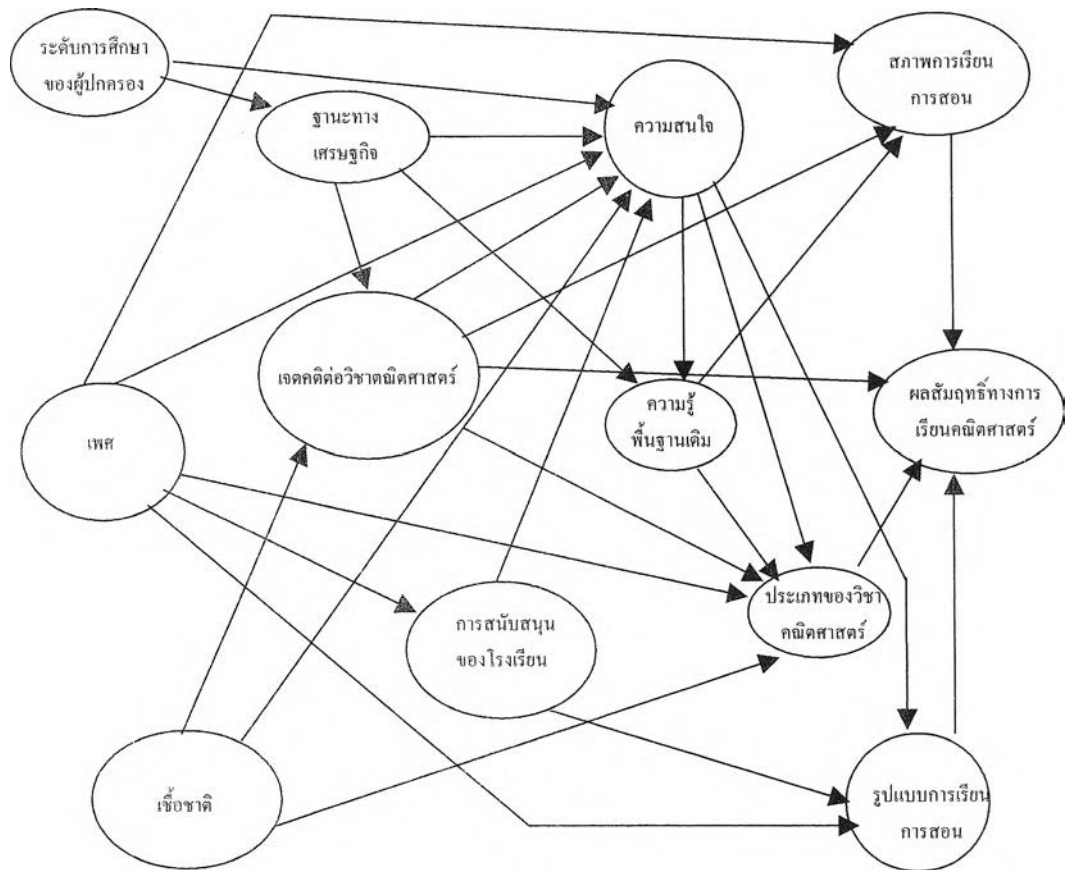 ระดับการศึกษา
ของผู้ปกครอง
สภาพการเรียน
การสอน
ฐานะทาง
เศรษฐกิจ
ความสนใจ
เจตคติต่อวิชาตณิตศาสตร์
ความรู้
พื้นฐานเดิม
ผลสัมฤทธิ์ทางการ
เรียนคณิตศาสตร์
เพศ
การสนับสนุน
ของโรงเรียน
ประเภทของวิชา
คณิตศาสตร์
เชื้อชาติ
รูปแบบการเรียน
การสอน